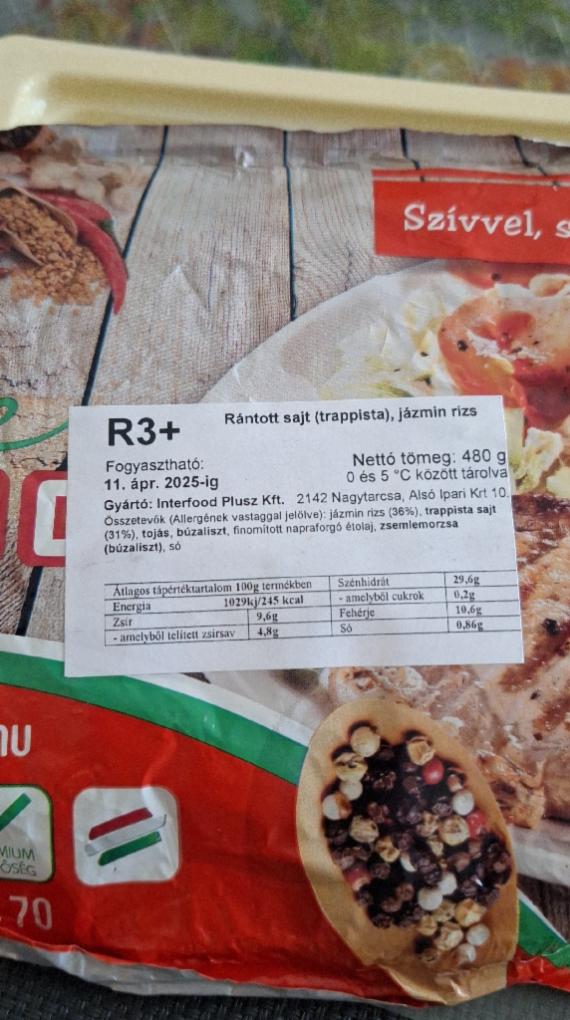 Szívvel, s
R3+
Rántott sajt (trappista), jázmin rizs
Fogyasztható:
11. ápr. 2025-ig
Nettó tömeg: 480 g
0 és 5 °C között tárolva
Gyártó: Interfood Plusz Kft. 2142 Nagytarcsa, Alsó Ipari Krt 10.
Összetevők (Allergének vastaggal jelölve): jázmin rizs (36%), trappista sajt
(31%), tojás, búzaliszt, finomított napraforgó étolaj, zsemlemorzsa
(búzaliszt), só
Átlagos tápértéktartalom 100g termékben
Energia 1029kj/245 kcal
Zsír 9,6g
- amelyből telített zsírsav 4,8g
Szénhidrát 29,6g
- amelyből cukrok 0,2g
Fehérje 10,6g
Só 0,86g
nu
MIUM
ŐSÉG
70